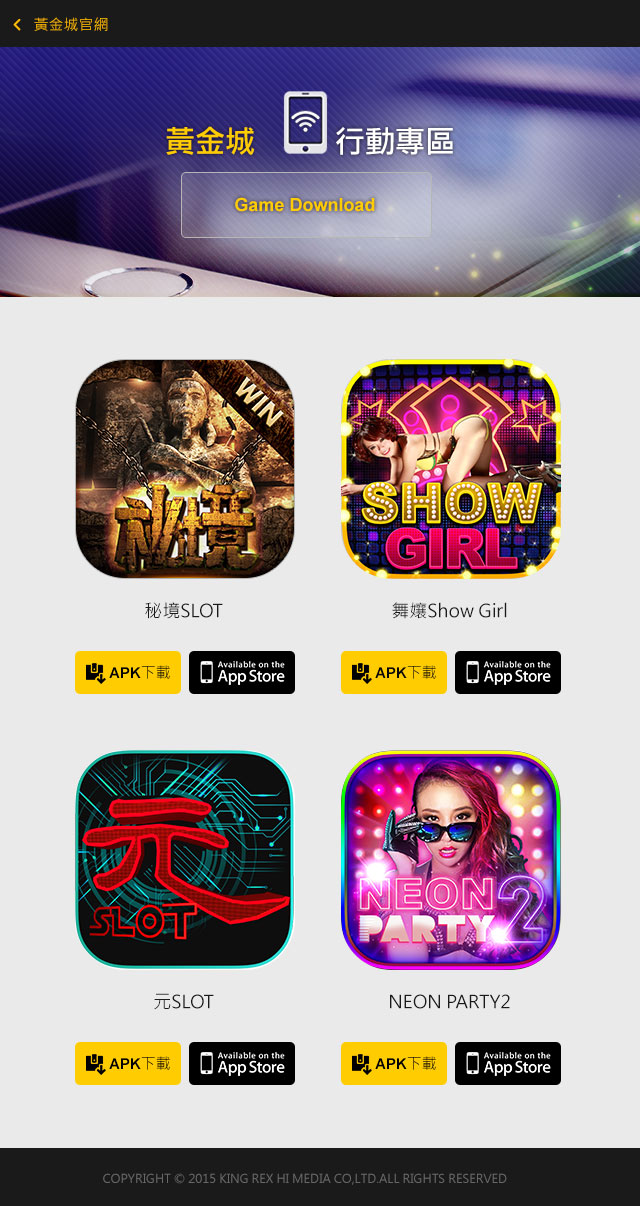 黃金城官網
黃金城 行動專區
Game Download
WIN
秘境
SHOW
GIRL
秘境SLOT
舞孃Show Girl
APK下載
Available on the
App Store
APK下載
Available on the
App Store
元
SLOT
NEON
PARTY2
元SLOT
NEON PARTY2
APK下載
Available on the
App Store
APK下載
Available on the
App Store
COPYRIGHT © 2015 KING REX HI MEDIA CO,LTD.ALL RIGHTS RESERVED